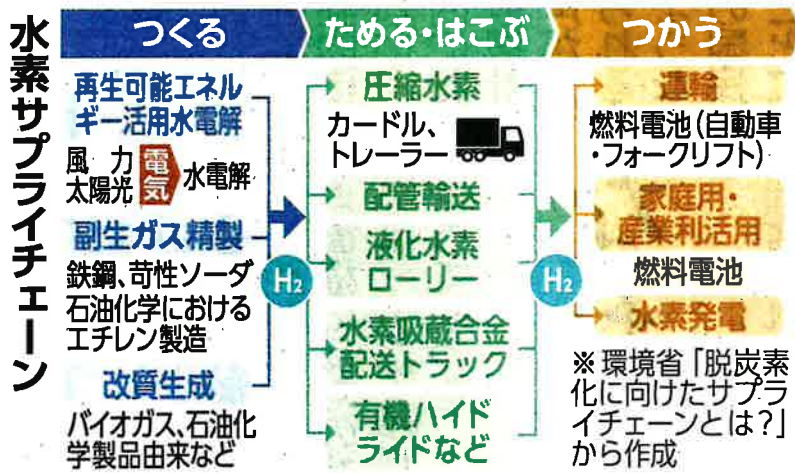 水素サプライチェーン
つくる
再生可能エネル
ギー活用水電解
風　力
太陽光
電気
水電解
副生ガス精製
鉄鋼、苛性ソーダ
石油化学における
エチレン製造
改質生成
バイオガス、石油化
学製品由来など
H₂
ためる・はこぶ
圧縮水素
カードル、
トレーラー
配管輸送
液化水素
ローリー
水素吸蔵合金
配送トラック
有機ハイド
ライドなど
H₂
つかう
運輸
燃料電池(自動車
・フォークリフト)
家庭用・
産業利活用
燃料電池
水素発電
※環境省「脱炭素
化に向けたサプラ
イチェーンとは?」
から作成